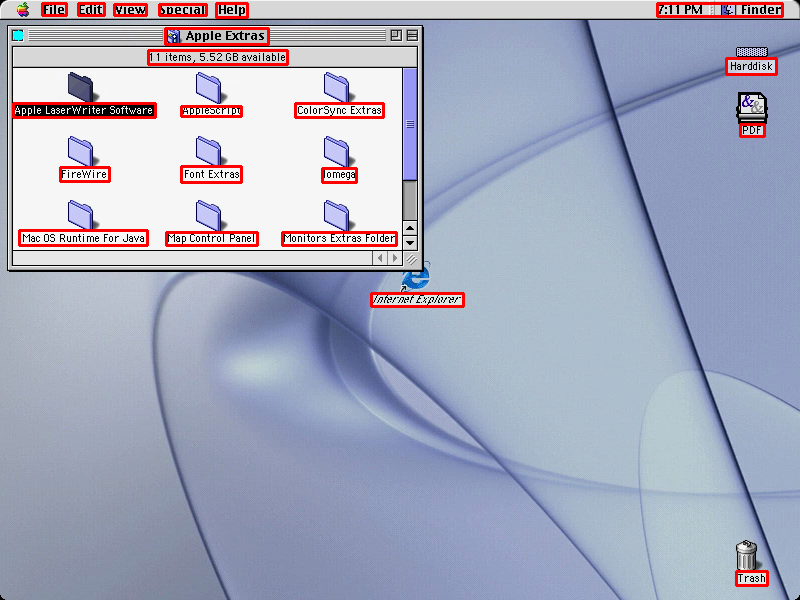 File Edit View Special Help 7:11 PM Finder
Apple Extras
11 items, 5.52 GB available
Apple LaserWriter Software AppleScript ColorSync Extras
FireWire Font Extras Iomega
Mac OS Runtime For Java Map Control Panel Monitors Extras Folder
Harddisk
PDF
Internet Explorer
Trash